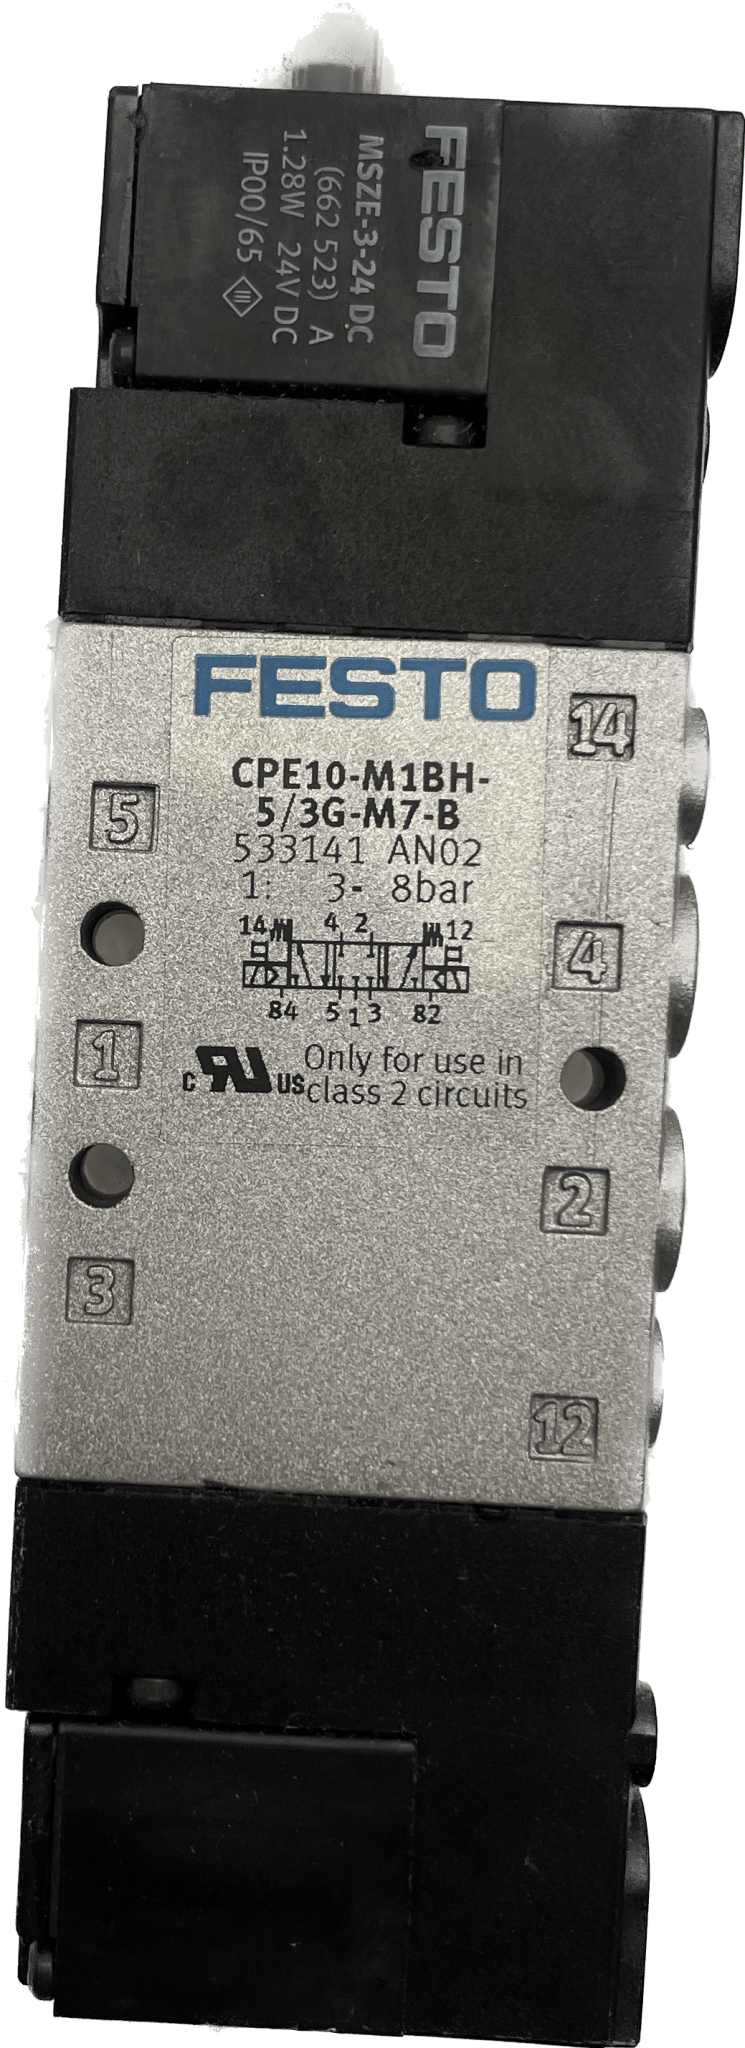 FESTO
MSZE-3-24 DC
(662 523) A
1.28W 24V DC
IP00/65
FESTO
14
CPE10-M1BH-
5/3G-M7-B
533141 AN02
1: 3- 8bar
5
14 4 2 12
84 5 1 3 82
4
c RU US Only for use in
class 2 circuits
1
2
3
12